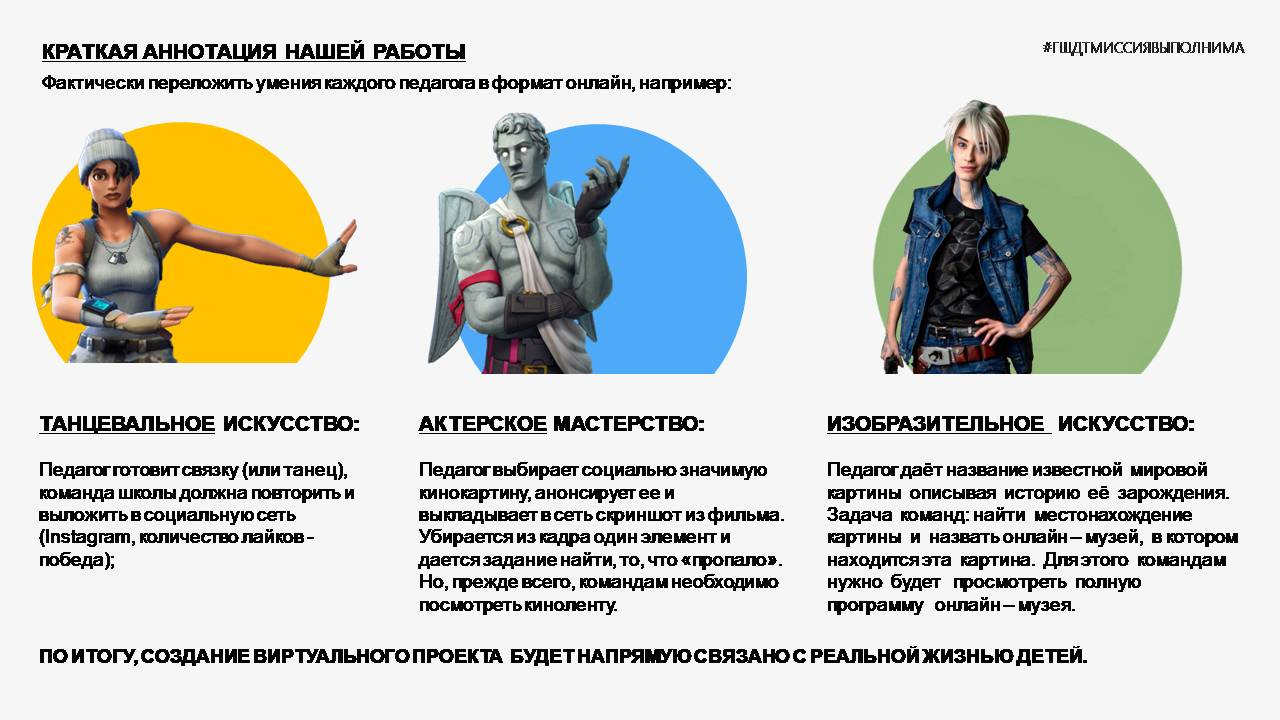 КРАТКАЯ АННОТАЦИЯ НАШЕЙ РАБОТЫ
#ГШДТМИССИЯВЫПОЛНИМА
Фактически переложить умения каждого педагога в формат онлайн, например:
ТАНЦЕВАЛЬНОЕ ИСКУССТВО:
Педагог готовит связку (или танец),
команда школы должна повторить и
выложить в социальную сеть
(Instagram, количество лайков -
победа);
АКТЕРСКОЕ МАСТЕРСТВО:
Педагог выбирает социально значимую
кинокартину, анонсирует ее и
выкладывает в сеть скриншот из фильма.
Убирается из кадра один элемент и
дается задание найти, то, что «пропало».
Но, прежде всего, командам необходимо
посмотреть киноленту.
ИЗОБРАЗИТЕЛЬНОЕ ИСКУССТВО:
Педагог даёт название известной мировой
картины описывая историю её зарождения.
Задача команд: найти местонахождение
картины и назвать онлайн – музей, в котором
находится эта картина. Для этого командам
нужно будет просмотреть полную
программу онлайн – музея.
ПО ИТОГУ, СОЗДАНИЕ ВИРТУАЛЬНОГО ПРОЕКТА БУДЕТ НАПРЯМУЮ СВЯЗАНО С РЕАЛЬНОЙ ЖИЗНЬЮ ДЕТЕЙ.